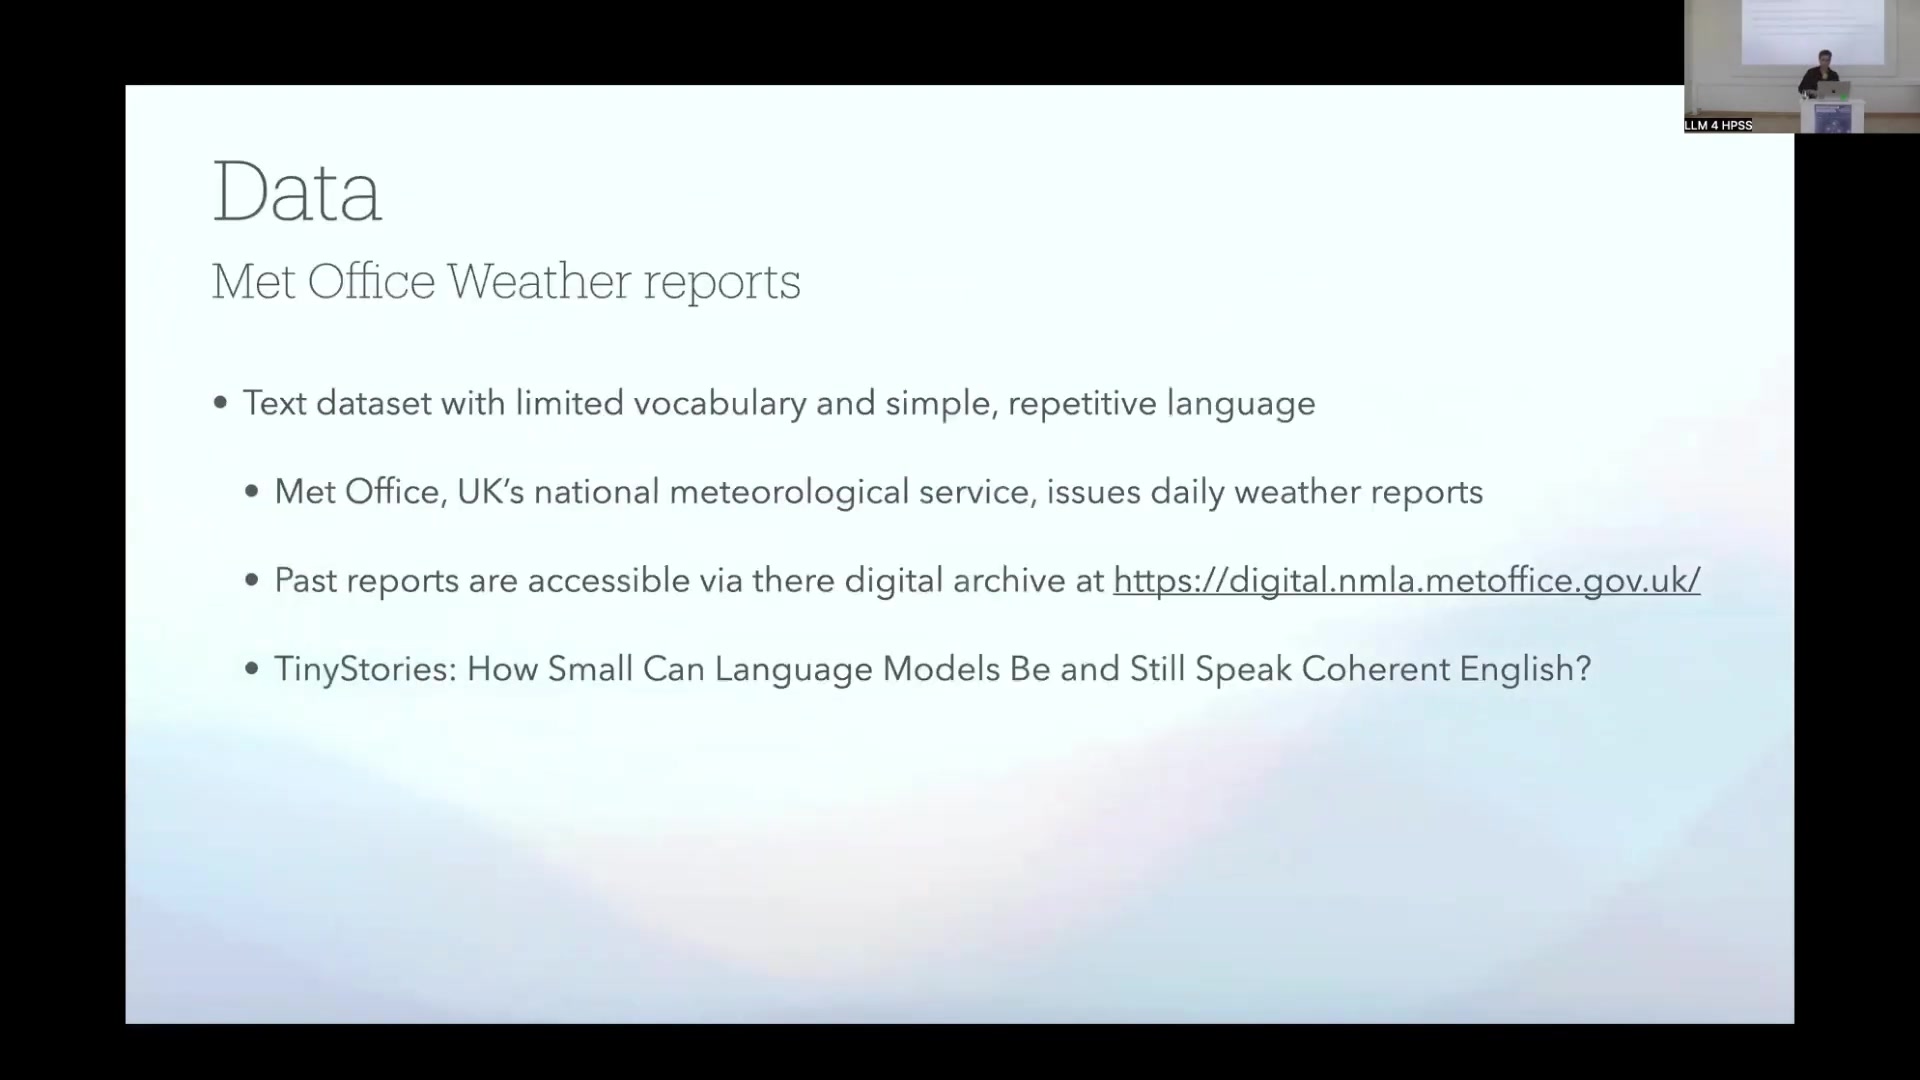 LLM 4 HPSS
Data
Met Office Weather reports
• Text dataset with limited vocabulary and simple, repetitive language
• Met Office, UK’s national meteorological service, issues daily weather reports
• Past reports are accessible via there digital archive at https://digital.nmla.metoffice.gov.uk/
• TinyStories: How Small Can Language Models Be and Still Speak Coherent English?